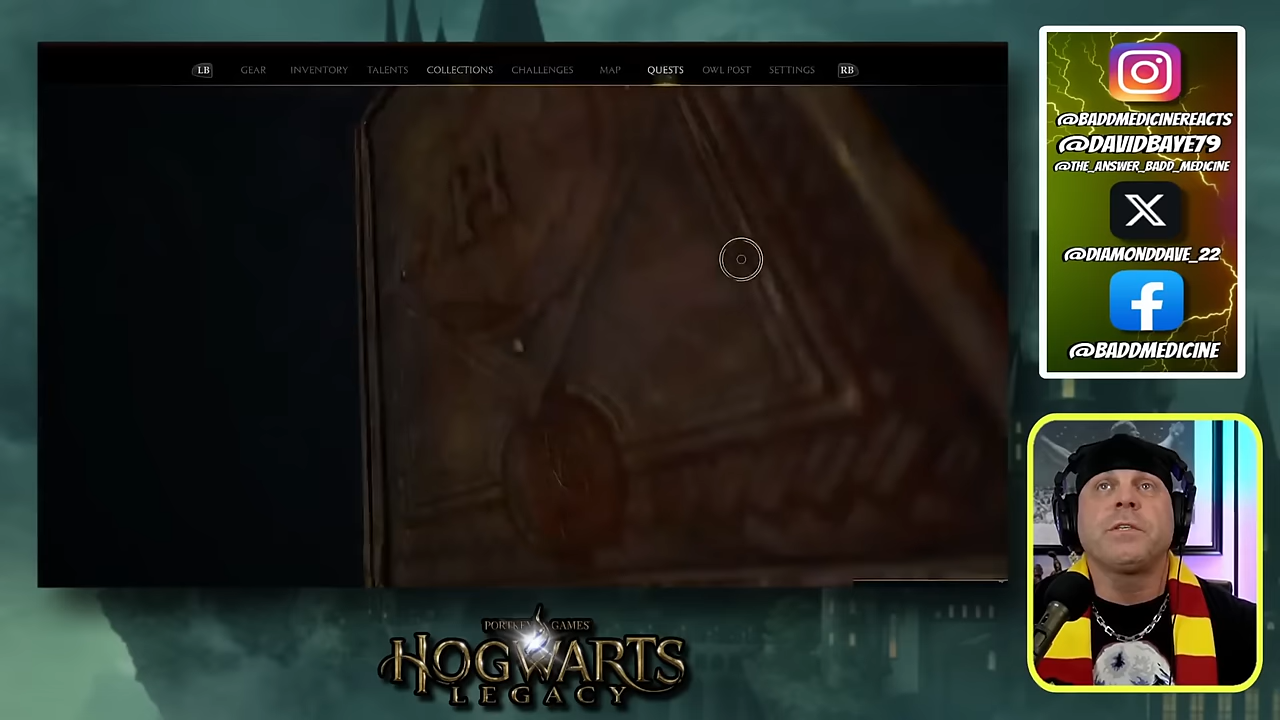 LB GEAR INVENTORY TALENTS COLLECTIONS CHALLENGES MAP QUESTS OWL POST SETTINGS RB
@BADDMEDICINEREACTS
@DAVIDBAYE79
@THE_ANSWER_BADD_MEDICINE
@DIAMONDDAVE_22
@BADDMEDICINE
PORTKEY GAMES
HOGWARTS
LEGACY